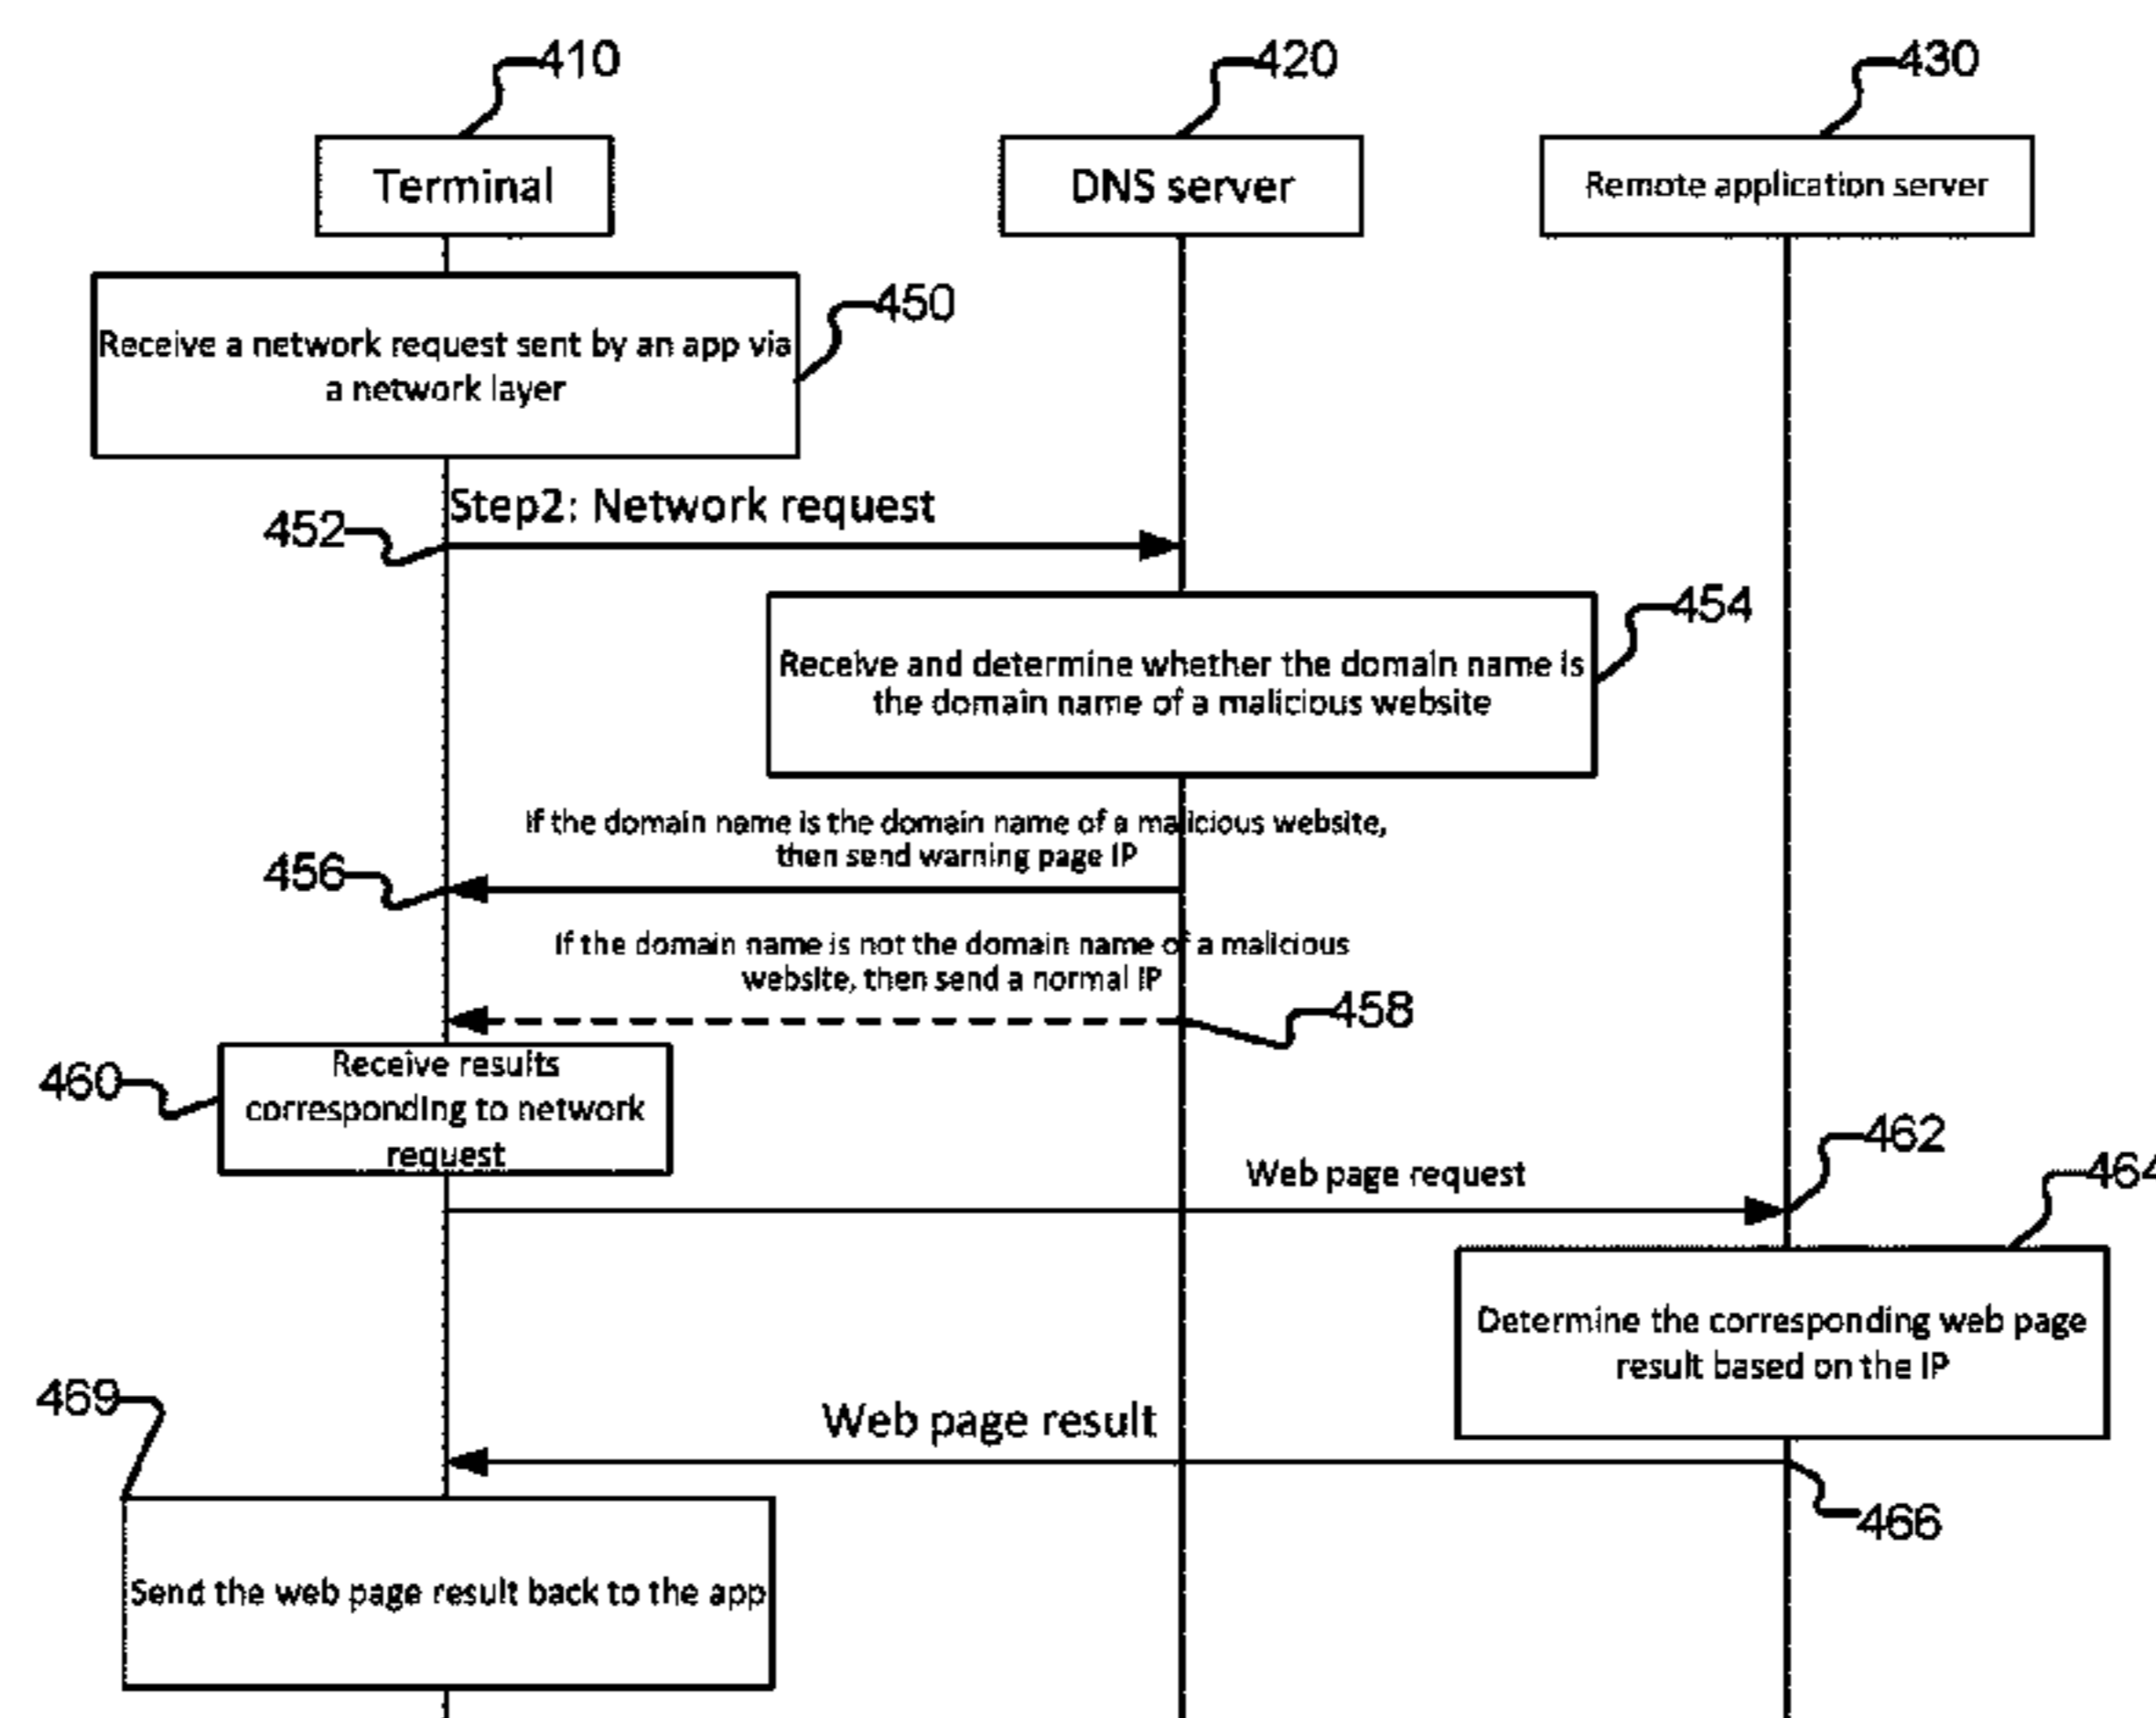 410
420
430
Terminal
DNS server
Remote application server
450
Receive a network request sent by an app via
a network layer
Step2: Network request
452
454
Receive and determine whether the domain name is
the domain name of a malicious website
If the domain name is the domain name of a malicious website,
then send warning page IP
456
If the domain name is not the domain name of a malicious
website, then send a normal IP
458
460
Receive results
corresponding to network
request
462
464
Web page request
Determine the corresponding web page
result based on the IP
469
Web page result
466
Send the web page result back to the app